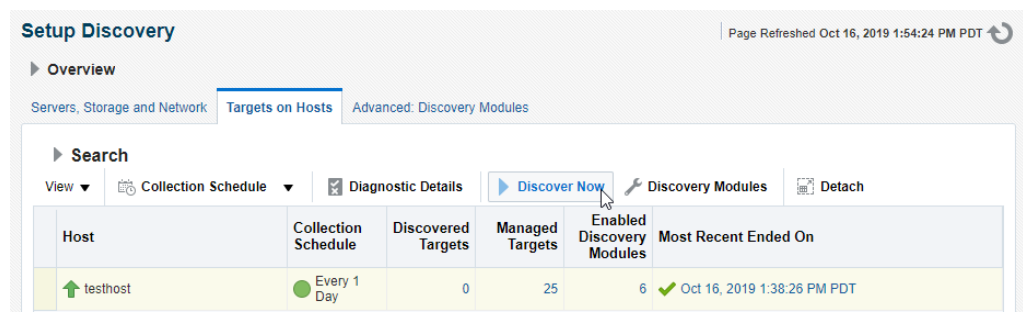 Setup Discovery
Page Refreshed Oct 16, 2019 1:54:24 PM PDT
Overview
Servers, Storage and Network Targets on Hosts Advanced: Discovery Modules
Search
View Collection Schedule Diagnostic Details Discover Now Discovery Modules Detach
Host
Collection Schedule
Discovered Targets
Managed Targets
Enabled Discovery Modules
Most Recent Ended On
testhost Every 1 Day 0 25 6 Oct 16, 2019 1:38:26 PM PDT